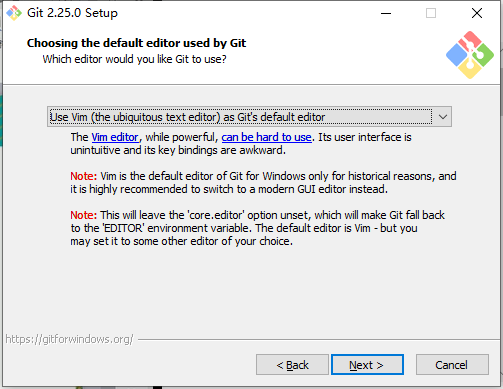 Git 2.25.0 Setup
Choosing the default editor used by Git
Which editor would you like Git to use?
Use Vim (the ubiquitous text editor) as Git's default editor
The Vim editor, while powerful, can be hard to use. Its user interface is
unintuitive and its key bindings are awkward.
Note: Vim is the default editor of Git for Windows only for historical reasons, and
it is highly recommended to switch to a modern GUI editor instead.
Note: This will leave the 'core.editor' option unset, which will make Git fall back
to the 'EDITOR' environment variable. The default editor is Vim - but you
may set it to some other editor of your choice.
https://gitforwindows.org/
< Back
Next >
Cancel